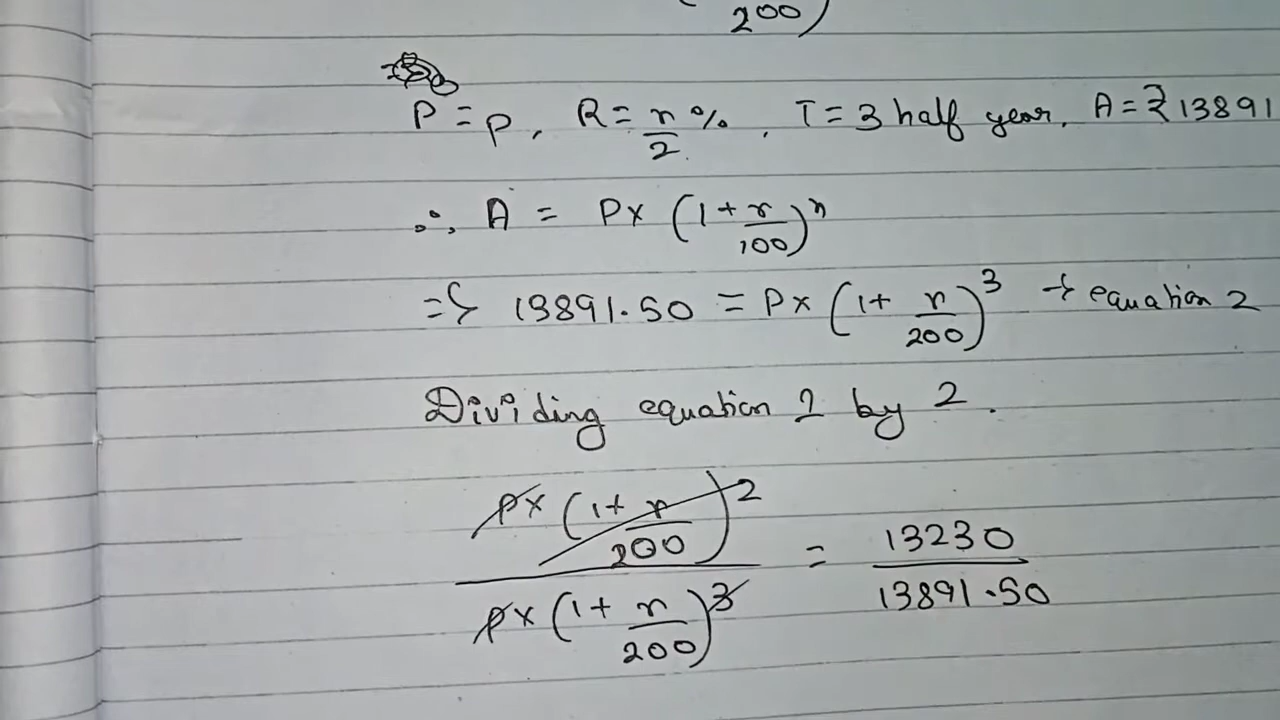 200)
P = P, R = r/2 %, T = 3 half year, A = ₹13891
∴ A = P× (1 + r/100)^n
=> 13891.50 = P× (1 + r/200)^3 → equation 2
Dividing equation 1 by 2.
P× (1 + r/200)^2 / P× (1 + r/200)^3 = 13230 / 13891.50